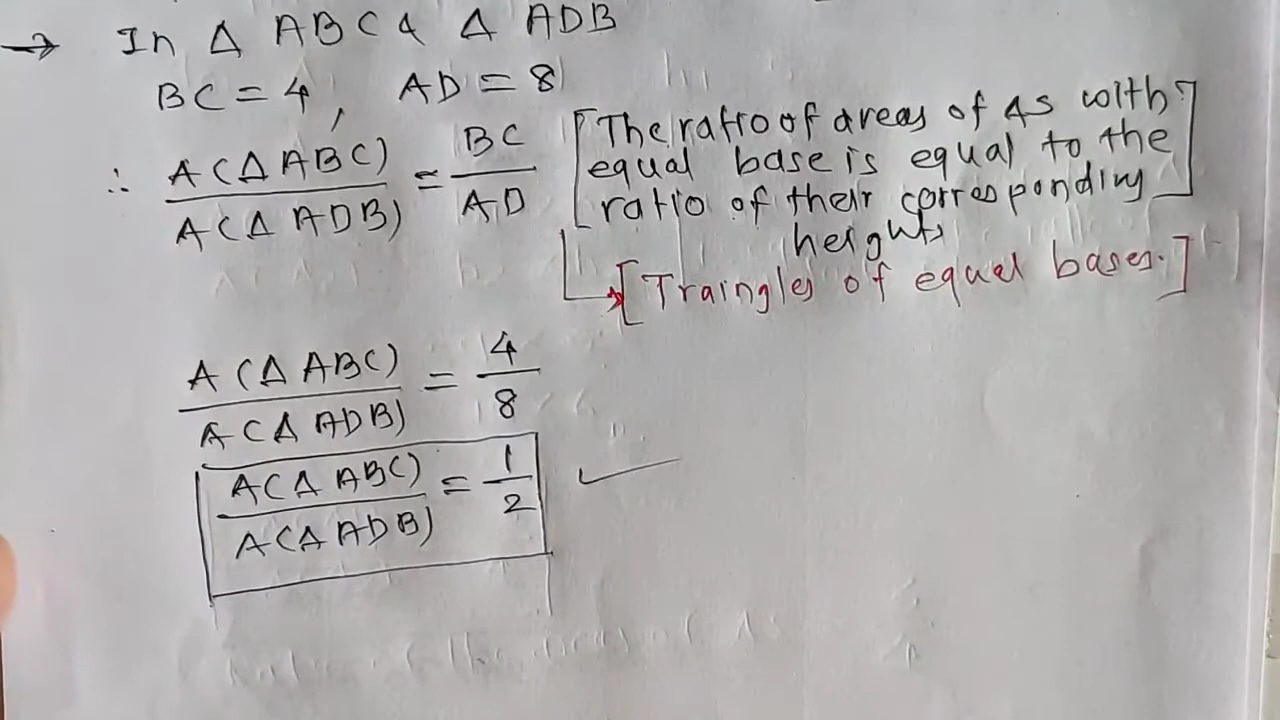 → In Δ ABC & Δ ADB
BC = 4, AD = 8
∴ A(Δ ABC) / A(Δ ADB) = BC / AD
[The ratio of areas of Δs with
equal base is equal to the
ratio of their corresponding]
heights
[Traingles of equal bases.]
A(Δ ABC) / A(Δ ADB) = 4 / 8
A(Δ ABC) / A(Δ ADB) = 1 / 2